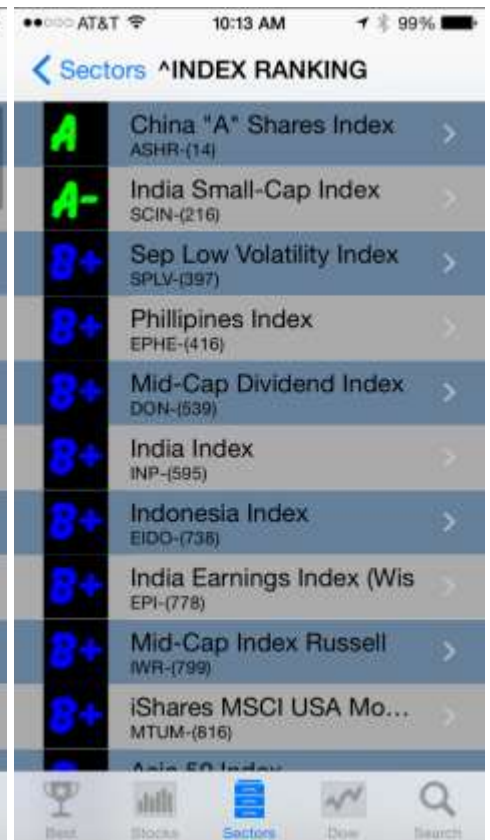 AT&T 10:13 AM 99%
Sectors ^INDEX RANKING
A China "A" Shares Index
ASHR-(14)
A- India Small-Cap Index
SCIN-(216)
B+ Sep Low Volatility Index
SPLV-(397)
B+ Phillipines Index
EPHE-(416)
B+ Mid-Cap Dividend Index
DON-(539)
B+ India Index
INP-(595)
B+ Indonesia Index
EIDO-(738)
B+ India Earnings Index (Wis
EPI-(778)
B+ Mid-Cap Index Russell
IWR-(799)
B+ iShares MSCI USA Mo...
MTUM-(816)
Asia 50 Index
Best Stocks Sectors Dow Search